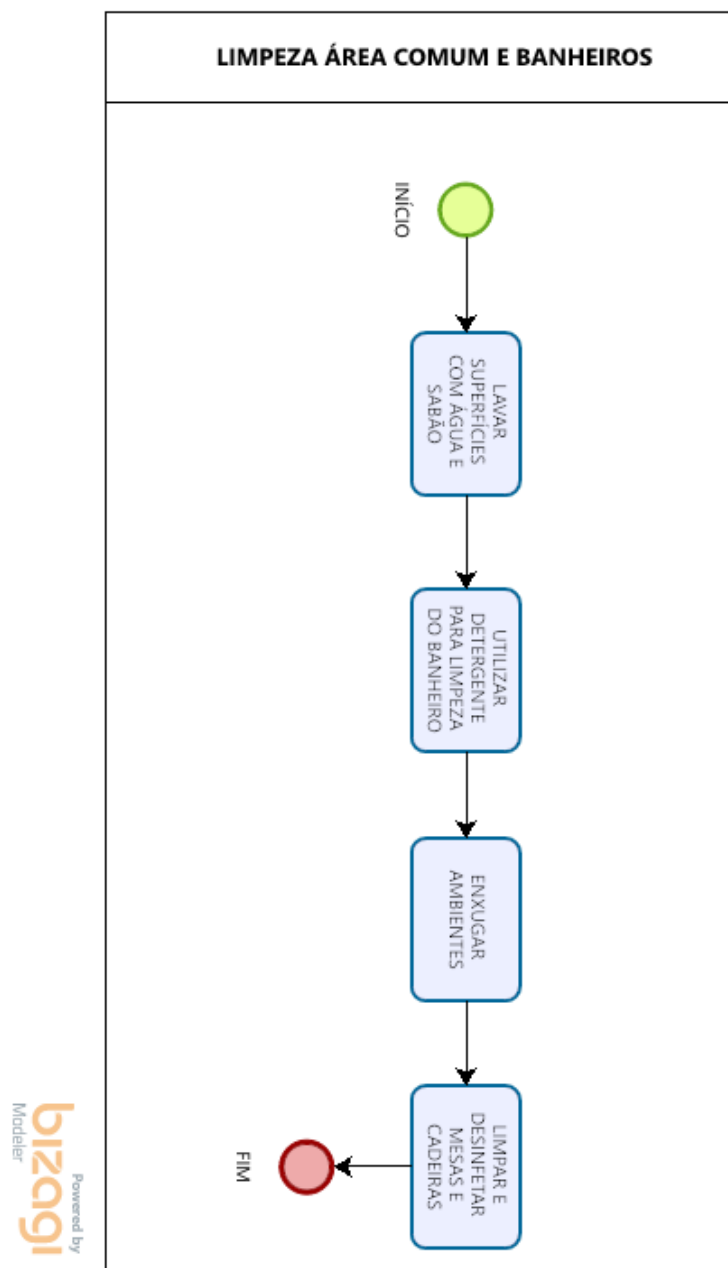 LIMPEZA ÁREA COMUM E BANHEIROS
INÍCIO
LAVAR
SUPERFÍCIES
COM ÁGUA E
SABÃO
UTILIZAR
DETERGENTE
PARA LIMPEZA
DO BANHEIRO
ENXUGAR
AMBIENTES
LIMPAR E
DESINFETAR
MESAS E
CADEIRAS
FIM
Powered by
bizagi
Modeler